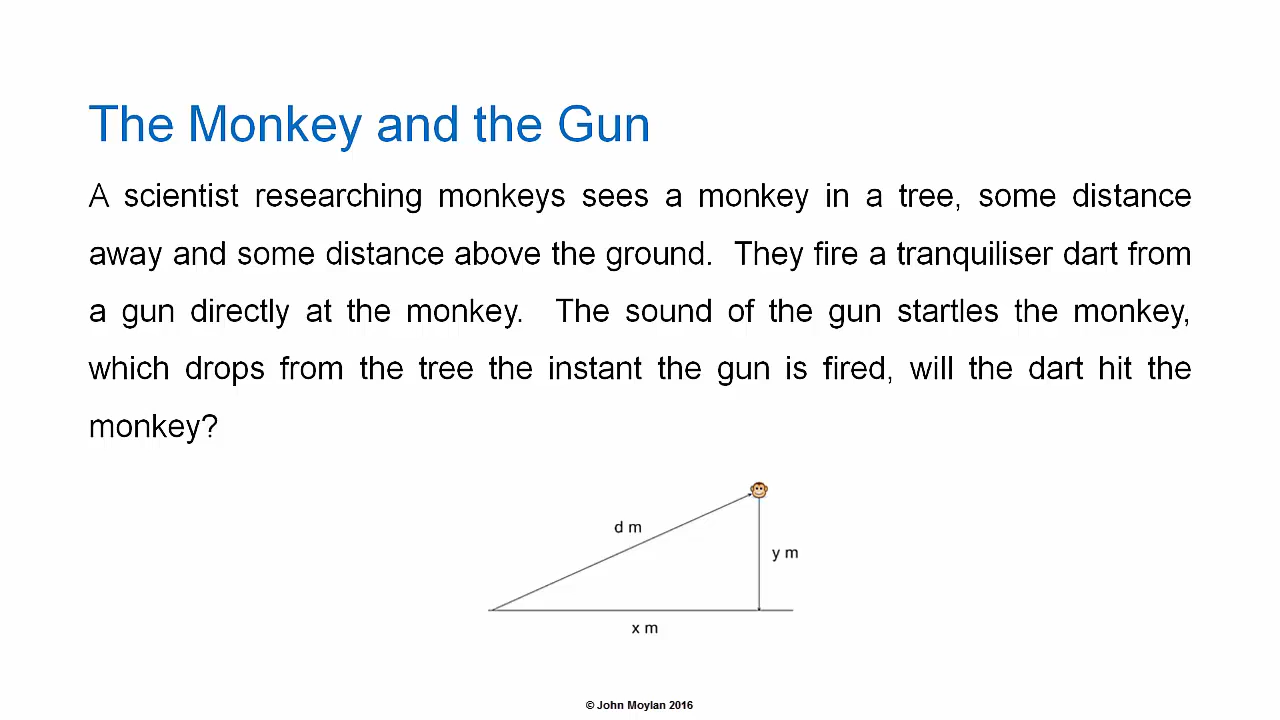 The Monkey and the Gun
A scientist researching monkeys sees a monkey in a tree, some distance
away and some distance above the ground. They fire a tranquiliser dart from
a gun directly at the monkey. The sound of the gun startles the monkey,
which drops from the tree the instant the gun is fired, will the dart hit the
monkey?
d m
y m
x m
© John Moylan 2016